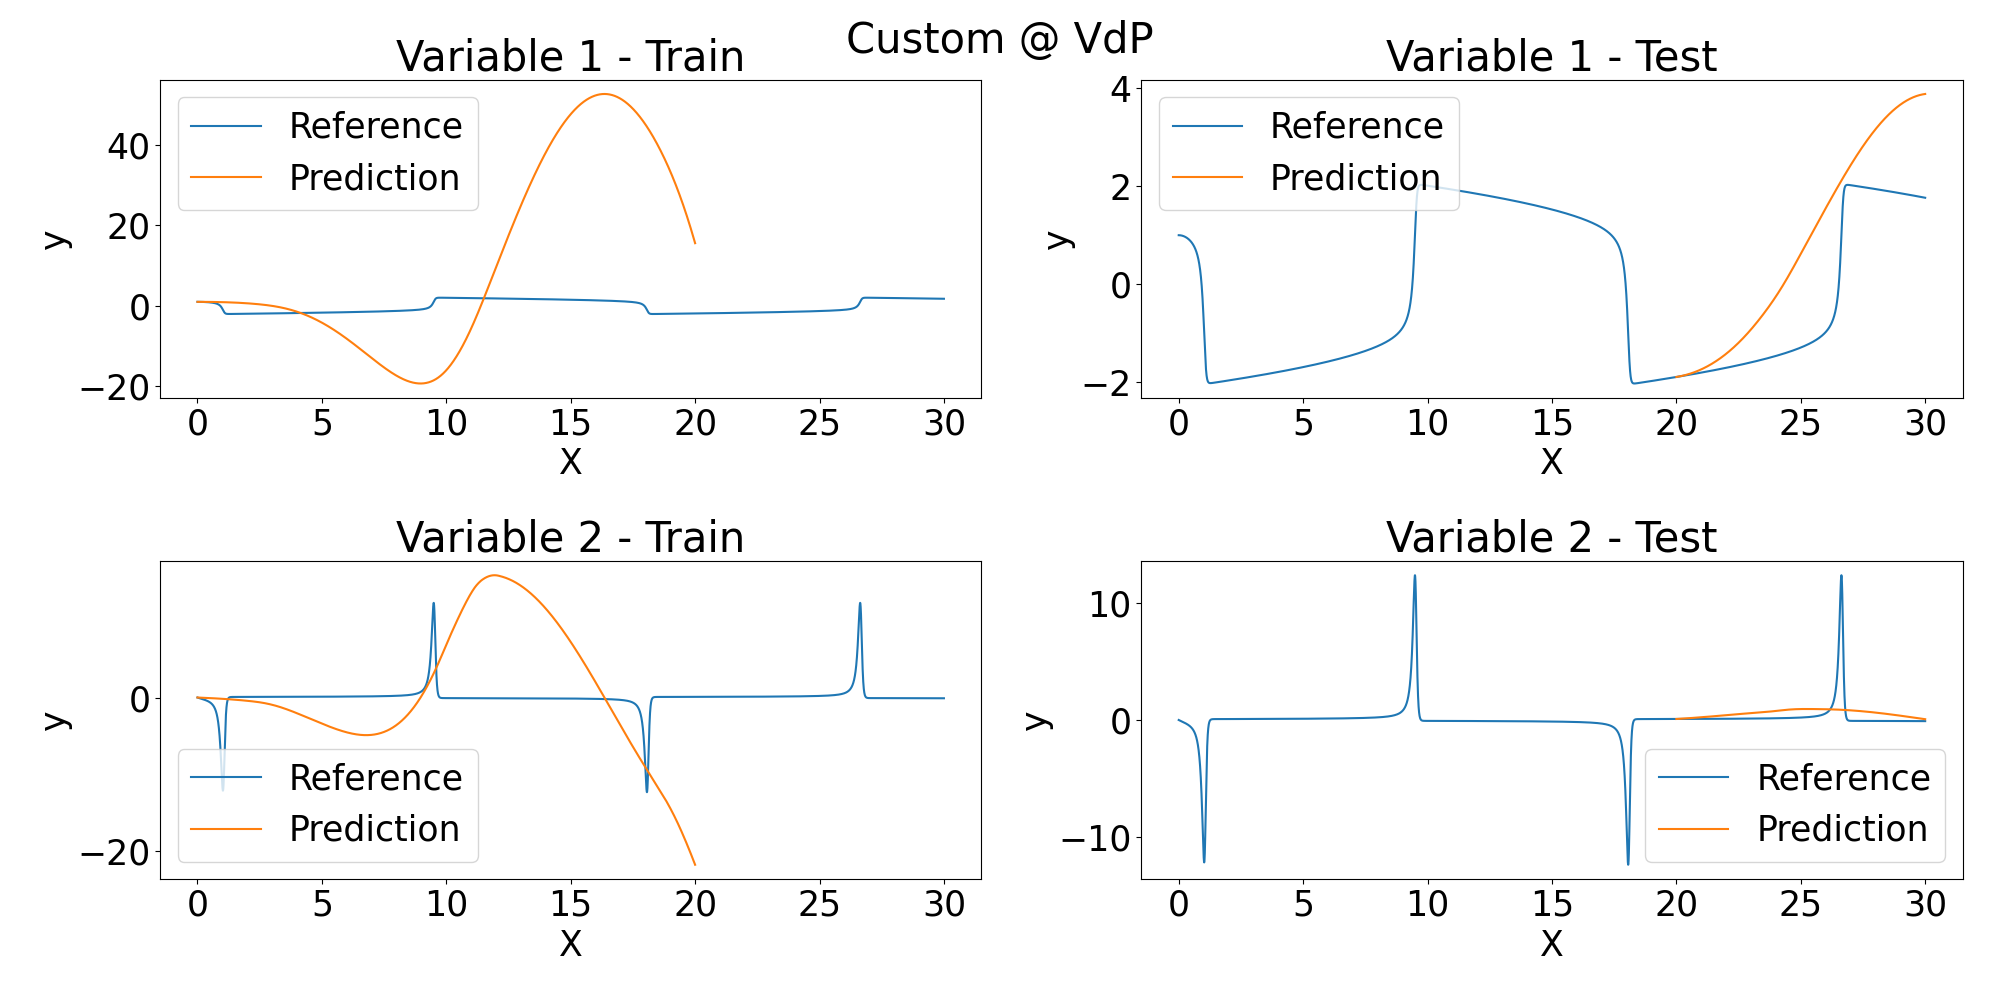 Custom @ VdP
Variable 1 - Train
Reference
Prediction
40
20
0
−20
y
0 5 10 15 20 25 30
X
Variable 1 - Test
Reference
Prediction
4
2
0
−2
y
0 5 10 15 20 25 30
X
Variable 2 - Train
0
−20
y
Reference
Prediction
0 5 10 15 20 25 30
X
Variable 2 - Test
10
0
−10
y
Reference
Prediction
0 5 10 15 20 25 30
X